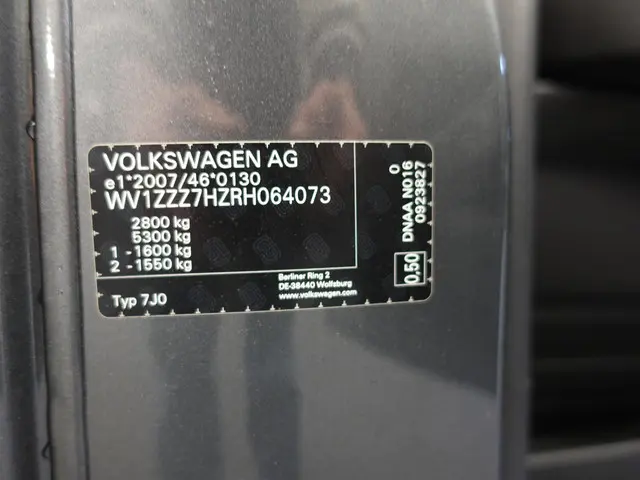 VOLKSWAGEN AG
e1*2007/46*0130
WV1ZZZ7HZRH064073
2800 kg
5300 kg
1 - 1600 kg
2 - 1550 kg
Berliner Ring 2
DE-38440 Wolfsburg
www.volkswagen.com
Typ 7J0
0
DNAA N016
0923827
0,50